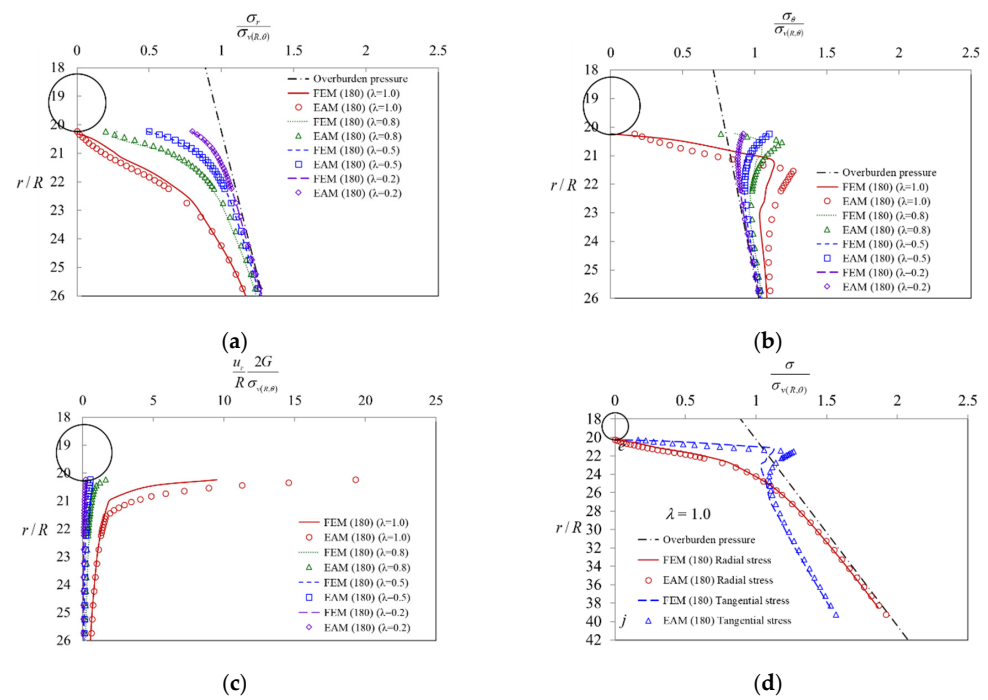 σr
σv(R,θ)
0 0.5 1 1.5 2 2.5
18
19
20
21
22
23
24
25
26
r / R
Overburden pressure
FEM (180) (λ=1.0)
EAM (180) (λ=1.0)
FEM (180) (λ=0.8)
EAM (180) (λ=0.8)
FEM (180) (λ=0.5)
EAM (180) (λ=0.5)
FEM (180) (λ=0.2)
EAM (180) (λ=0.2)
(a)
σθ
σv(R,θ)
0 0.5 1 1.5 2 2.5
18
19
20
21
22
23
24
25
26
r / R
Overburden pressure
FEM (180) (λ=1.0)
EAM (180) (λ=1.0)
FEM (180) (λ=0.8)
EAM (180) (λ=0.8)
FEM (180) (λ=0.5)
EAM (180) (λ=0.5)
FEM (180) (λ=0.2)
EAM (180) (λ=0.2)
(b)
ur 2G
R σv(R,θ)
0 5 10 15 20 25
18
19
20
21
22
23
24
25
26
r / R
FEM (180) (λ=1.0)
EAM (180) (λ=1.0)
FEM (180) (λ=0.8)
EAM (180) (λ=0.8)
FEM (180) (λ=0.5)
EAM (180) (λ=0.5)
FEM (180) (λ=0.2)
EAM (180) (λ=0.2)
(c)
σ
σv(R,θ)
0 0.5 1 1.5 2 2.5
18
20
22
24
26
28
30
32
34
36
38
40
42
e
j
r / R
λ = 1.0
Overburden pressure
FEM (180) Radial stress
EAM (180) Radial stress
FEM (180) Tangential stress
EAM (180) Tangential stress
(d)